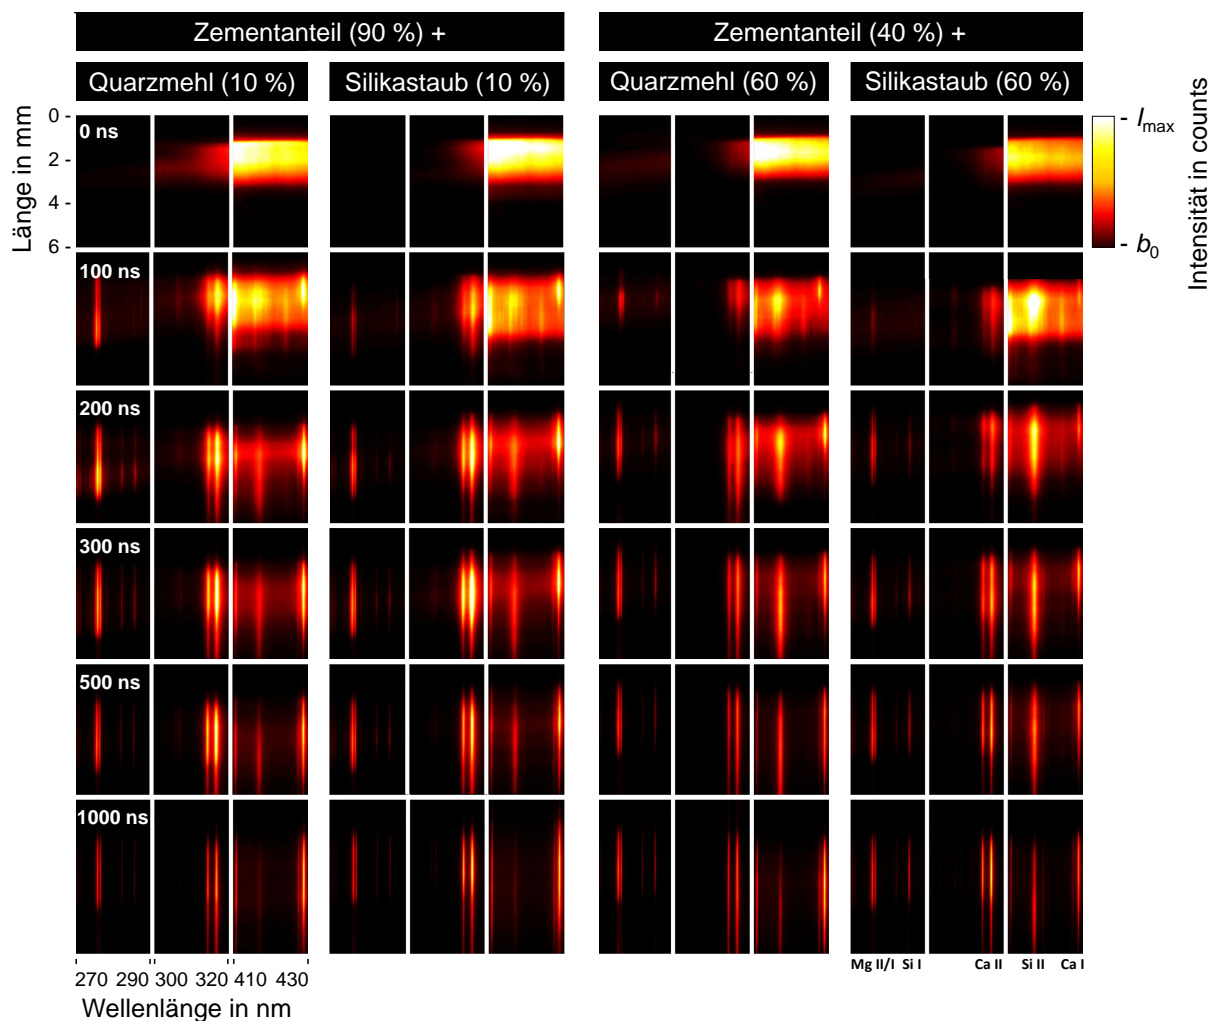 Zementanteil (90 %) +
Zementanteil (40 %) +
Quarzmehl (10 %)
Silikastaub (10 %)
Quarzmehl (60 %)
Silikastaub (60 %)
Länge in mm
0 -
2 -
4 -
6 -
0 ns
100 ns
200 ns
300 ns
500 ns
1000 ns
- Imax
- b0
Intensität in counts
270 290 300 320 410 430
Wellenlänge in nm
Mg II/I Si I Ca II Si II Ca I